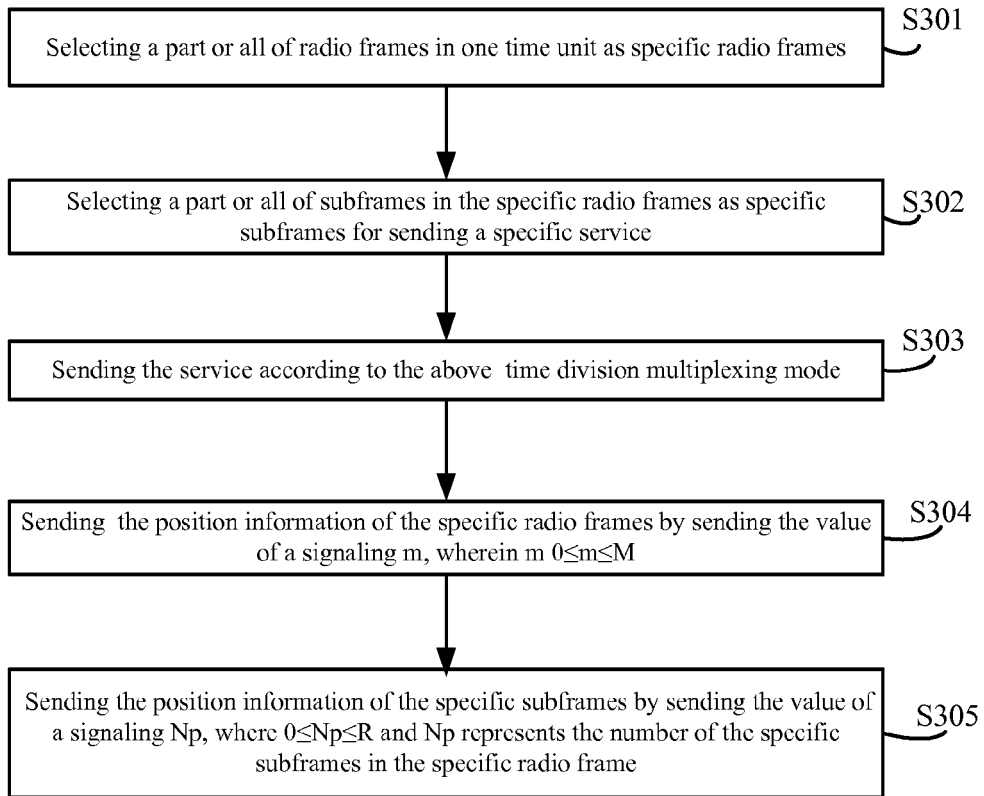 S301
Selecting a part or all of radio frames in one time unit as specific radio frames
S302
Selecting a part or all of subframes in the specific radio frames as specific
subframes for sending a specific service
S303
Sending the service according to the above time division multiplexing mode
S304
Sending the position information of the specific radio frames by sending the value
of a signaling m, wherein m 0≤m≤M
S305
Sending the position information of the specific subframes by sending the value of
a signaling Np, where 0≤Np≤R and Np represents the number of the specific
subframes in the specific radio frame